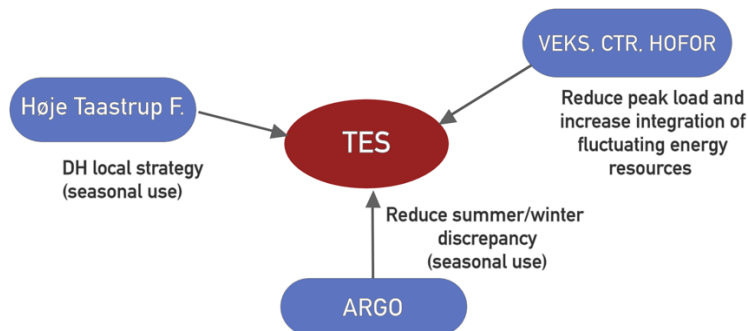 VEKS, CTR, HOFOR
Høje Taastrup F.
Reduce peak load and
increase integration of
fluctuating energy
resources
TES
DH local strategy
(seasonal use)
Reduce summer/winter
discrepancy
(seasonal use)
ARGO